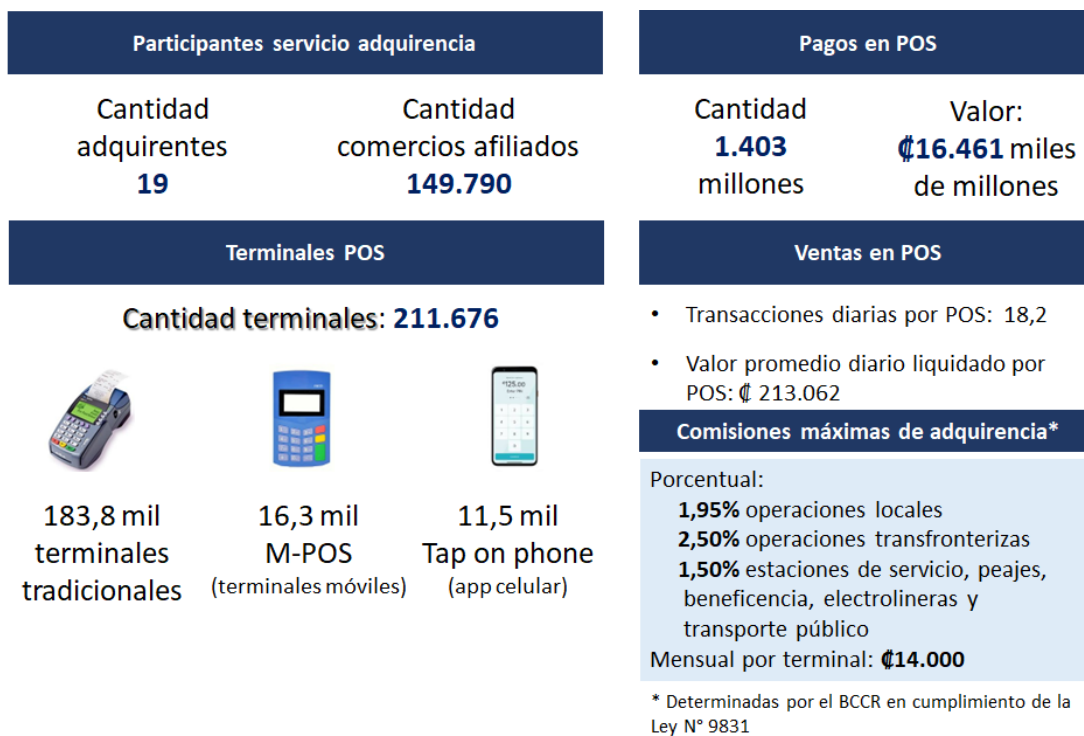 Participantes servicio adquirencia
Cantidad
adquirentes
19
Cantidad
comercios afiliados
149.790
Pagos en POS
Cantidad
1.403
millones
Valor:
₡16.461 miles
de millones
Terminales POS
Cantidad terminales: 211.676
183,8 mil
terminales
tradicionales
16,3 mil
M-POS
(terminales móviles)
11,5 mil
Tap on phone
(app celular)
Ventas en POS
• Transacciones diarias por POS: 18,2
• Valor promedio diario liquidado por
POS: ₡ 213.062
Comisiones máximas de adquirencia*
Porcentual:
1,95% operaciones locales
2,50% operaciones transfronterizas
1,50% estaciones de servicio, peajes,
beneficencia, electrolineras y
transporte público
Mensual por terminal: ₡14.000
* Determinadas por el BCCR en cumplimiento de la
Ley N° 9831